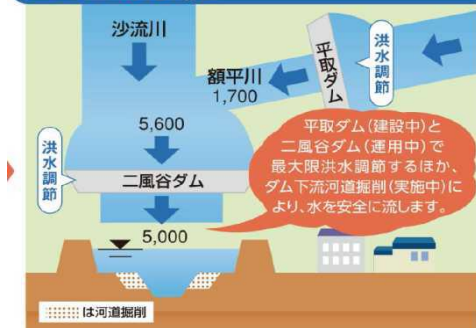 沙流川
額平川
1,700
平取ダム
洪水調節
5,600
洪水調節
二風谷ダム
5,000
平取ダム(建設中)と
二風谷ダム(運用中)で
最大限洪水調節するほか、
ダム下流河道掘削(実施中)に
より、水を安全に流します。
は河道掘削